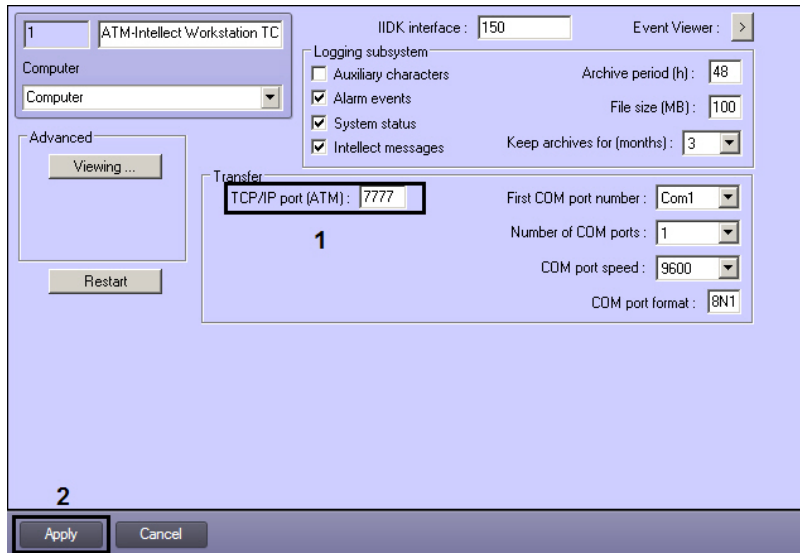 1 ATM-Intellect Workstation TC
Computer
Computer
Advanced
Viewing ...
Restart
IIDK interface : 150
Event Viewer : >
Logging subsystem
Auxiliary characters
Alarm events
System status
Intellect messages
Archive period (h) : 48
File size (MB) : 100
Keep archives for (months) : 3
Transfer
TCP/IP port (ATM) : 7777
1
First COM port number : Com1
Number of COM ports : 1
COM port speed : 9600
COM port format : 8N1
2
Apply Cancel